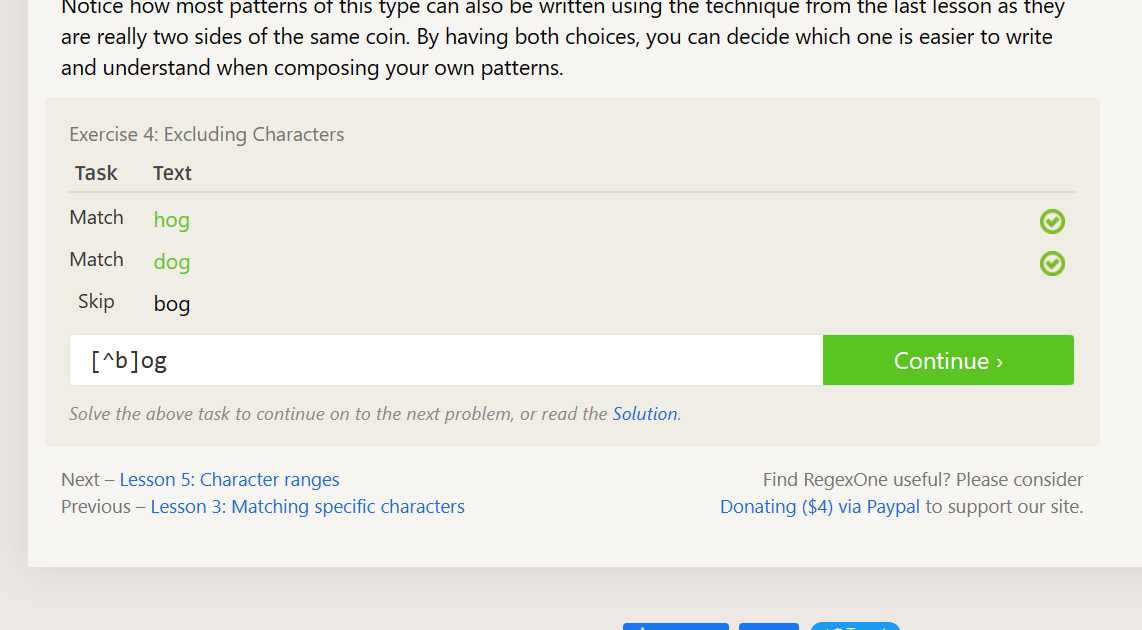 Notice how most patterns of this type can also be written using the technique from the last lesson as they
are really two sides of the same coin. By having both choices, you can decide which one is easier to write
and understand when composing your own patterns.
Exercise 4: Excluding Characters
Task Text
Match hog
Match dog
Skip bog
[^b]og
Continue ›
Solve the above task to continue on to the next problem, or read the Solution.
Next – Lesson 5: Character ranges
Previous – Lesson 3: Matching specific characters
Find RegexOne useful? Please consider
Donating ($4) via Paypal to support our site.